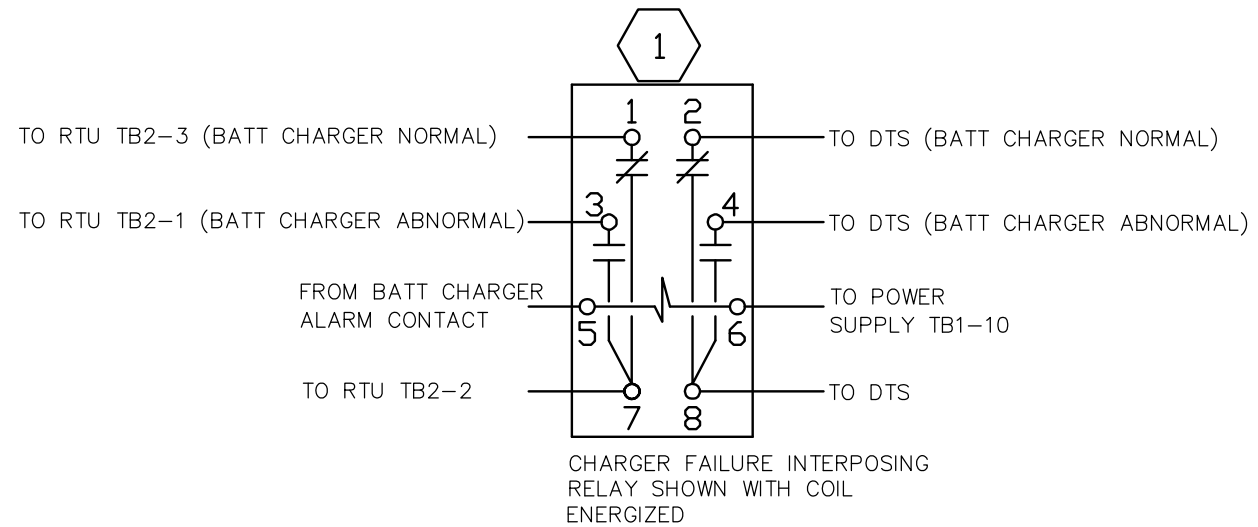 1
1 2
TO RTU TB2-3 (BATT CHARGER NORMAL)
TO DTS (BATT CHARGER NORMAL)
3 4
TO RTU TB2-1 (BATT CHARGER ABNORMAL)
TO DTS (BATT CHARGER ABNORMAL)
FROM BATT CHARGER
ALARM CONTACT
5 6
TO POWER
SUPPLY TB1-10
TO RTU TB2-2
7 8
TO DTS
CHARGER FAILURE INTERPOSING
RELAY SHOWN WITH COIL
ENERGIZED